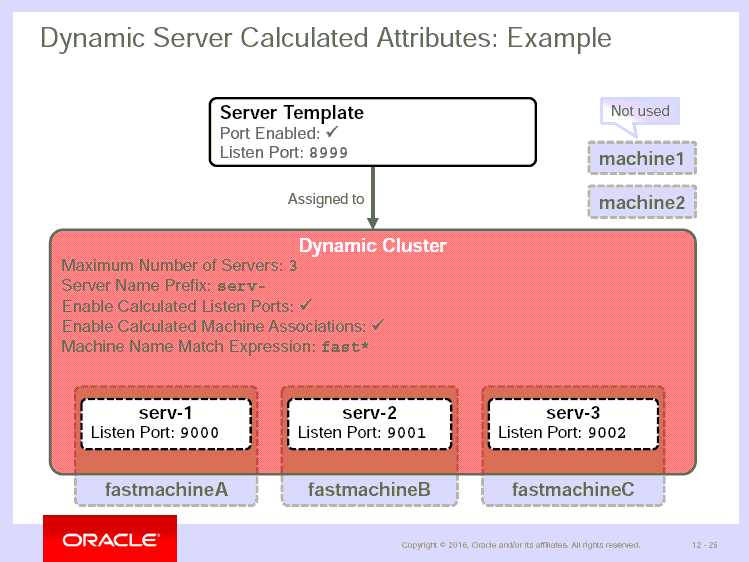 Dynamic Server Calculated Attributes: Example
Server Template
Port Enabled: ✓
Listen Port: 8999
Not used
machine1
machine2
Assigned to
Dynamic Cluster
Maximum Number of Servers: 3
Server Name Prefix: serv-
Enable Calculated Listen Ports: ✓
Enable Calculated Machine Associations: ✓
Machine Name Match Expression: fast*
serv-1
Listen Port: 9000
serv-2
Listen Port: 9001
serv-3
Listen Port: 9002
fastmachineA
fastmachineB
fastmachineC
ORACLE
Copyright © 2016, Oracle and/or its affiliates. All rights reserved.
12 - 26